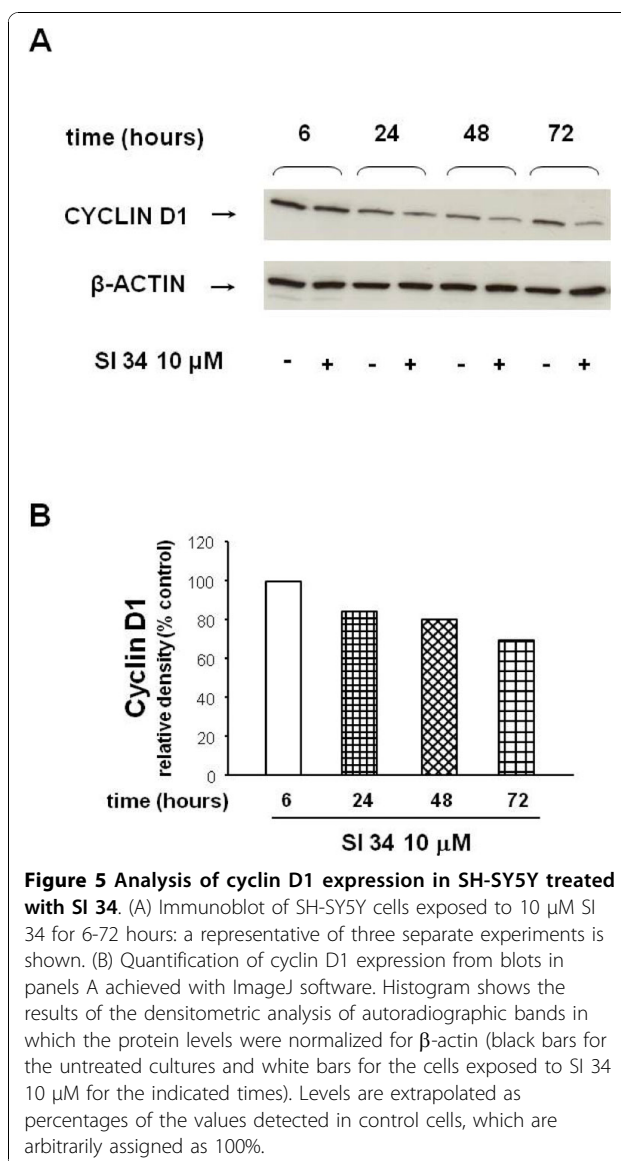 A
time (hours) 6 24 48 72
CYCLIN D1 →
β-ACTIN →
SI 34 10 µM - + - + - + - +
B
Cyclin D1
relative density (% control)
120
100
80
60
40
20
0
time (hours) 6 24 48 72
SI 34 10 µM
Figure 5 Analysis of cyclin D1 expression in SH-SY5Y treated
with SI 34. (A) Immunoblot of SH-SY5Y cells exposed to 10 µM SI
34 for 6-72 hours: a representative of three separate experiments is
shown. (B) Quantification of cyclin D1 expression from blots in
panels A achieved with ImageJ software. Histogram shows the
results of the densitometric analysis of autoradiographic bands in
which the protein levels were normalized for β-actin (black bars for
the untreated cultures and white bars for the cells exposed to SI 34
10 µM for the indicated times). Levels are extrapolated as
percentages of the values detected in control cells, which are
arbitrarily assigned as 100%.